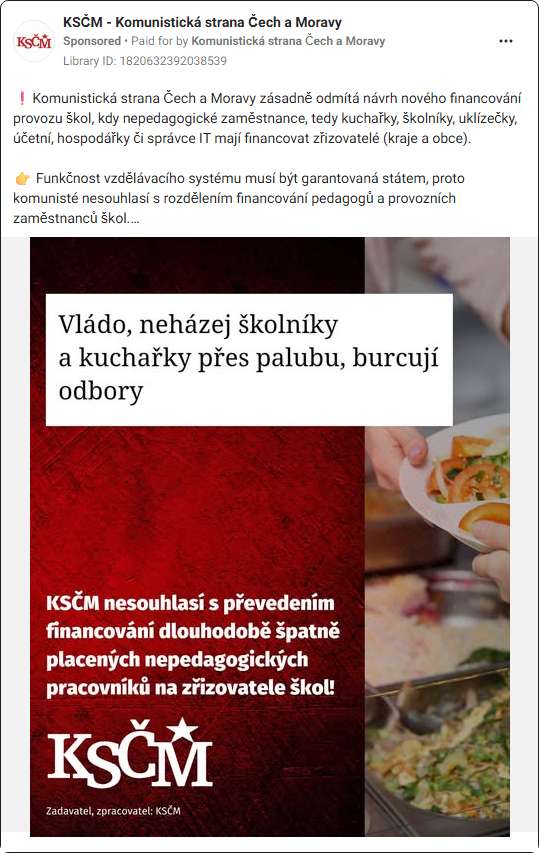 KSČM - Komunistická strana Čech a Moravy
Sponsored • Paid for by Komunistická strana Čech a Moravy
Library ID: 1820632392038539
KSČM
❗ Komunistická strana Čech a Moravy zásadně odmítá návrh nového financování
provozu škol, kdy nepedagogické zaměstnance, tedy kuchařky, školníky, uklízečky,
účetní, hospodářky či správce IT mají financovat zřizovatelé (kraje a obce).
👉 Funkčnost vzdělávacího systému musí být garantovaná státem, proto
komunisté nesouhlasí s rozdělením financování pedagogů a provozních
zaměstnanců škol....
Vládo, neházej školníky
a kuchařky přes palubu, burcují
odbory
KSČM nesouhlasí s převedením
financování dlouhodobě špatně
placených nepedagogických
pracovníků na zřizovatele škol!
KSČM
Zadavatel, zpracovatel: KSČM